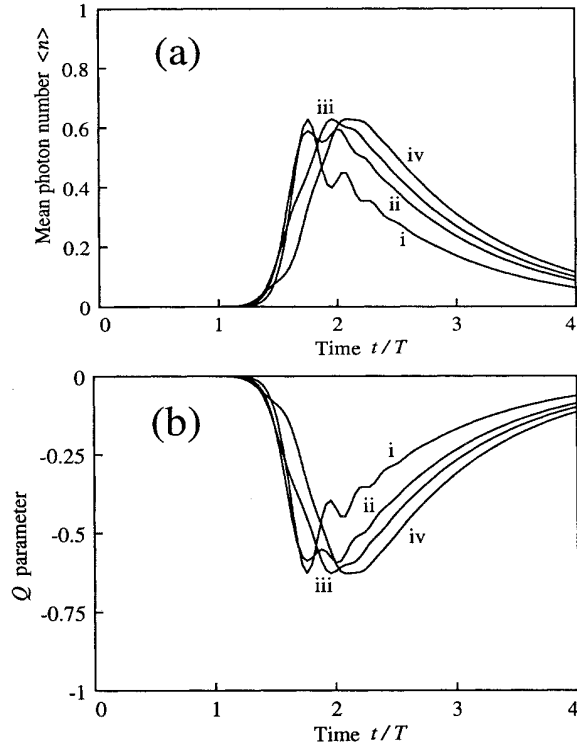 Mean photon number <n>
1
0.8
0.6
0.4
0.2
0
(a)
iii
iv
ii
i
0 1 2 3 4
Time t/T
Q parameter
0
-0.25
-0.5
-0.75
-1
(b)
i
ii
iv
iii
0 1 2 3 4
Time t/T